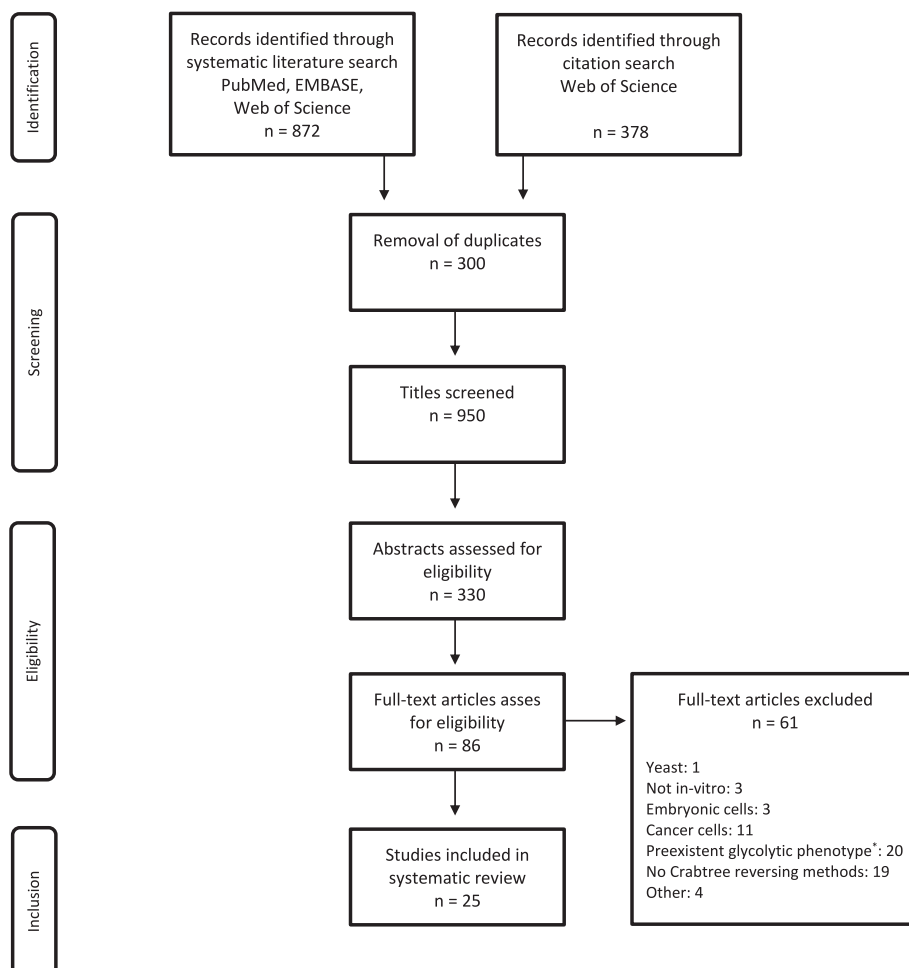 Identification
Records identified through
systematic literature search
PubMed, EMBASE,
Web of Science
n = 872
Records identified through
citation search
Web of Science
n = 378
Screening
Removal of duplicates
n = 300
Titles screened
n = 950
Eligibility
Abstracts assessed for
eligibility
n = 330
Full-text articles asses
for eligibility
n = 86
Full-text articles excluded
n = 61
Yeast: 1
Not in-vitro: 3
Embryonic cells: 3
Cancer cells: 11
Preexistent glycolytic phenotype*: 20
No Crabtree reversing methods: 19
Other: 4
Inclusion
Studies included in
systematic review
n = 25